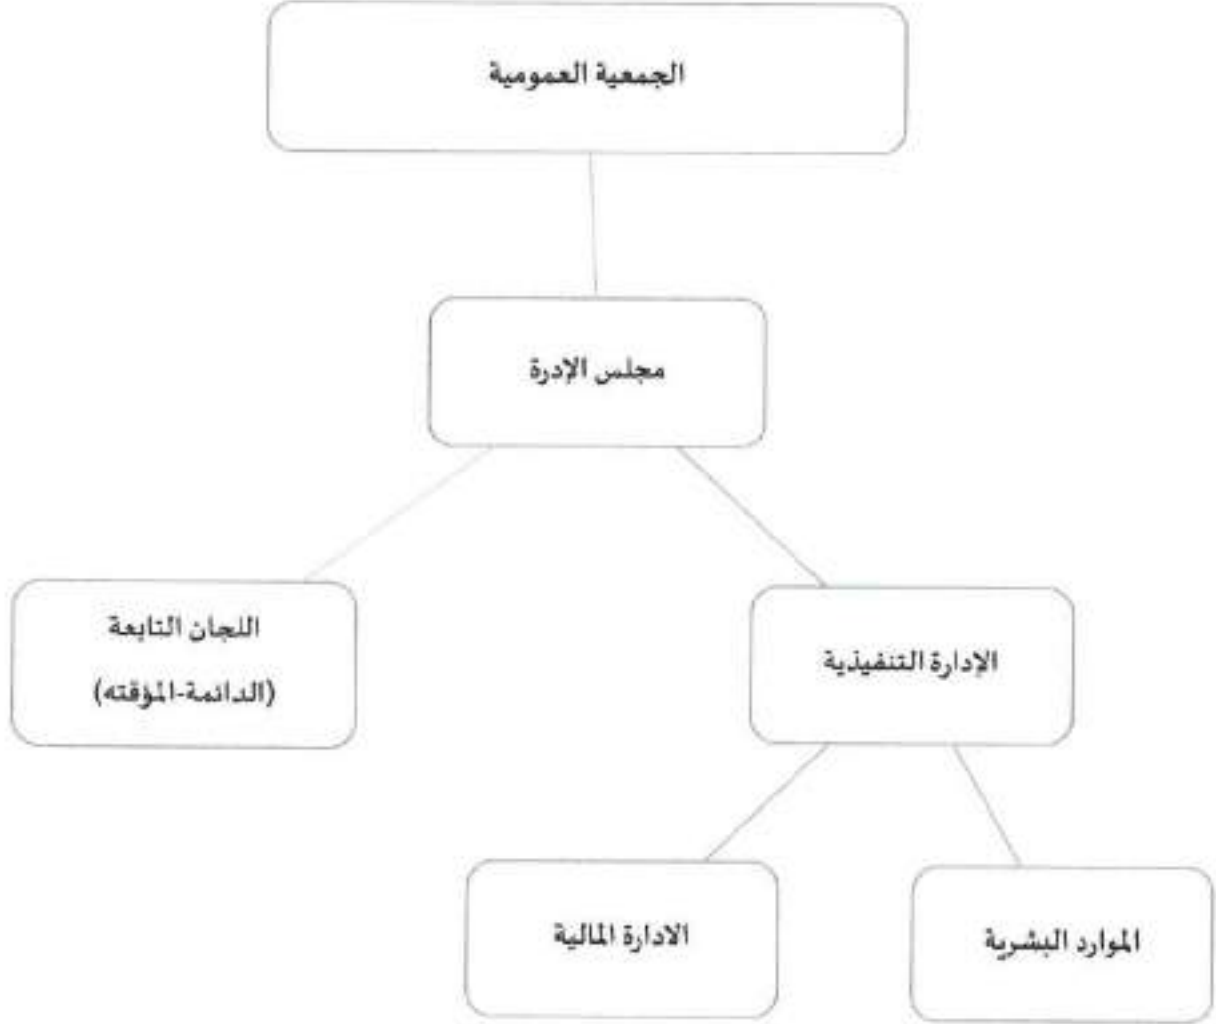 الجمعية العمومية
مجلس الإدرة
اللجان التابعة
(الدائمة-المؤقته)
الإدارة التنفيذية
الادارة المالية
الموارد البشرية